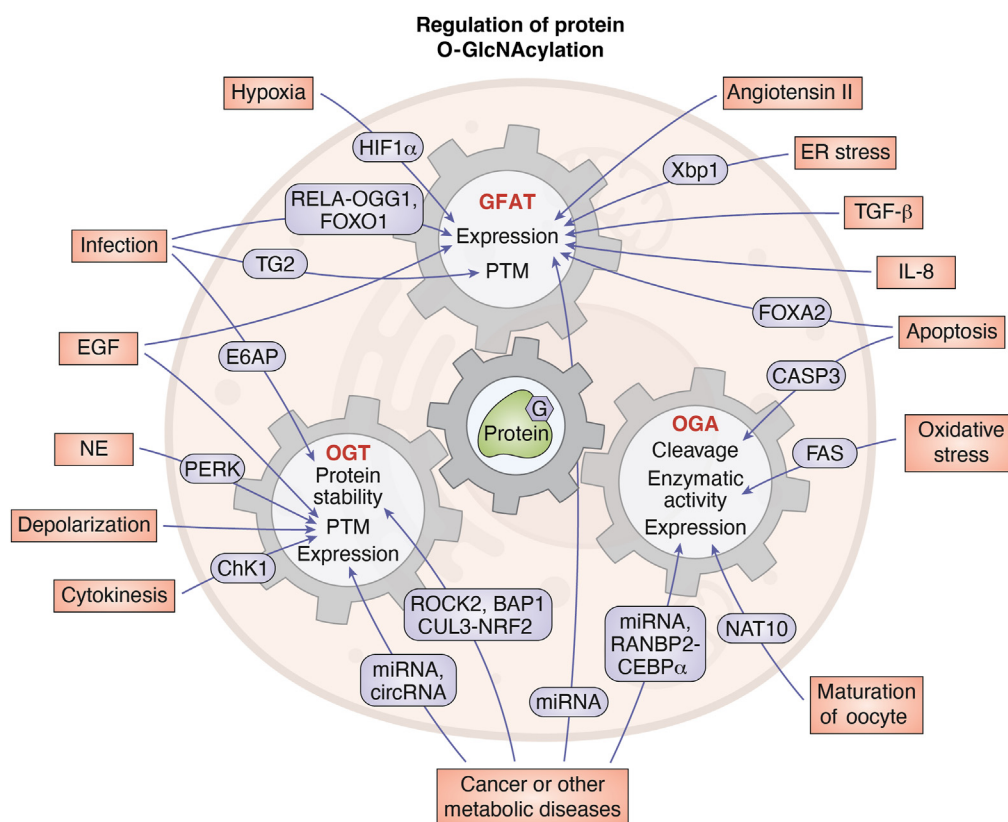 Regulation of protein
O-GlcNAcylation
Hypoxia
Angiotensin II
HIF1α
ER stress
Xbp1
RELA-OGG1,
FOXO1
GFAT
Expression
PTM
TGF-β
Infection
TG2
IL-8
FOXA2
EGF
E6AP
Apoptosis
CASP3
G
Protein
OGA
Cleavage
Enzymatic
activity
Expression
FAS
Oxidative
stress
NE
PERK
OGT
Protein
stability
PTM
Expression
Depolarization
ChK1
Cytokinesis
ROCK2, BAP1
CUL3-NRF2
miRNA,
RANBP2-
CEBPα
NAT10
miRNA,
circRNA
miRNA
Maturation
of oocyte
Cancer or other
metabolic diseases